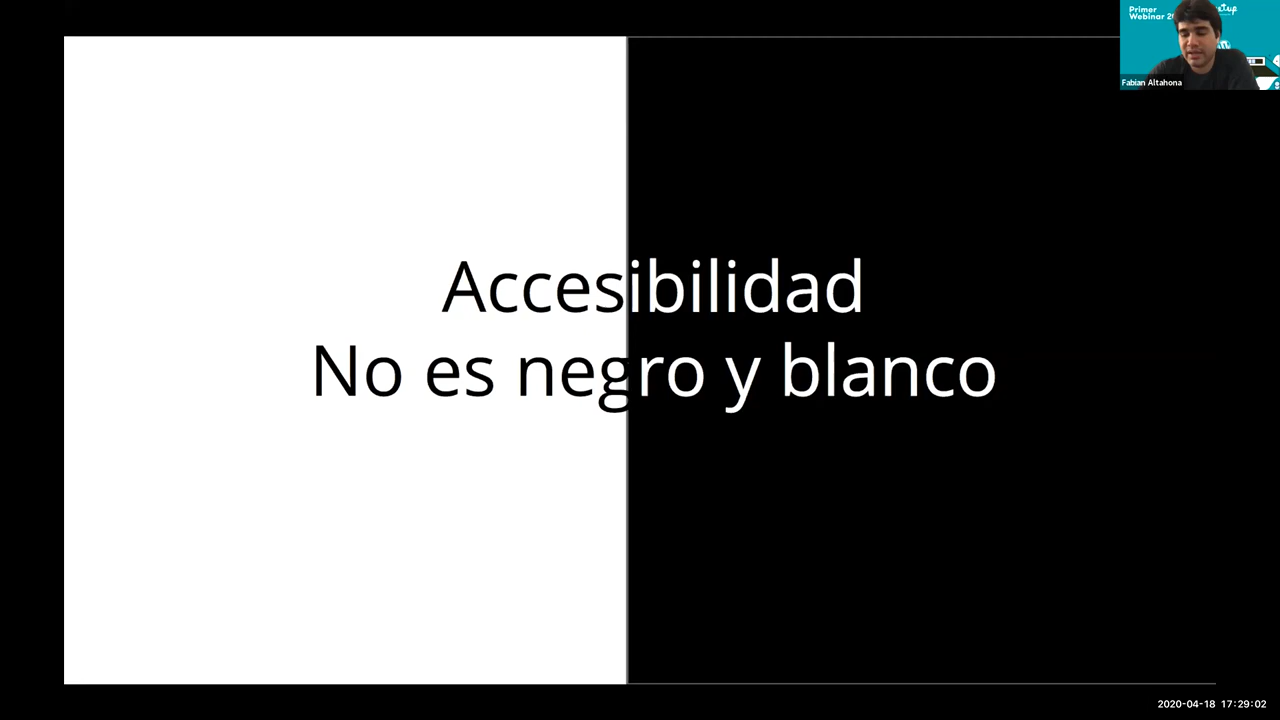 Primer
Webinar
Fabian Altahona
Accesibilidad
No es negro y blanco
2020-04-18 17:29:02